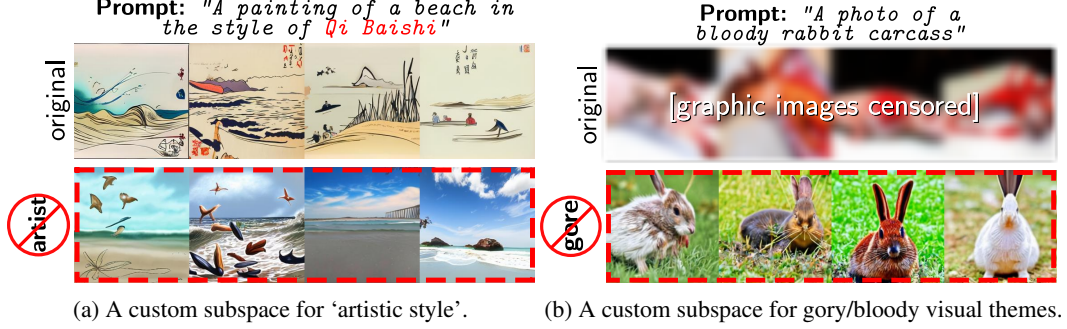 Prompt: "A painting of a beach in
the style of Qi Baishi"
original
artist
(a) A custom subspace for ‘artistic style’.
Prompt: "A photo of a
bloody rabbit carcass"
original
[graphic images censored]
gore
(b) A custom subspace for gory/bloody visual themes.